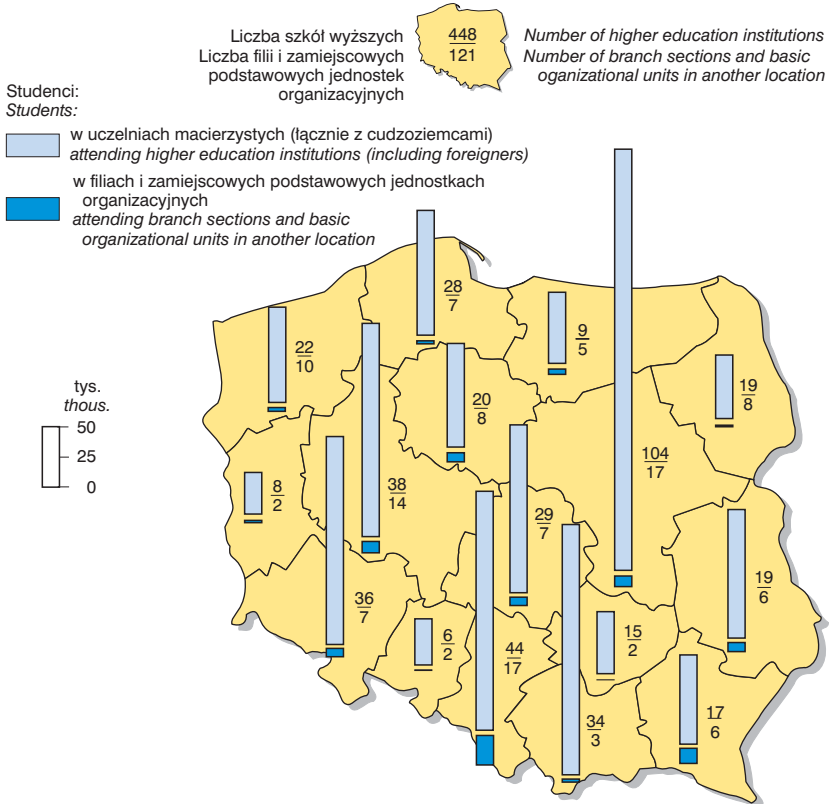 Liczba szkół wyższych
Liczba filii i zamiejscowych
podstawowych jednostek
organizacyjnych
448
121
Number of higher education institutions
Number of branch sections and basic
oganizational units in another location
Studenci:
Students:
w uczelniach macierzystych (łącznie z cudzoziemcami)
attending higher education institutions (including foreigners)
w filiach i zamiejscowych podstawowych jednostkach
organizacyjnych
attending branch sections and basic
organizational units in another location
tys.
thous.
50
25
0
28
7
9
5
22
10
20
8
19
8
104
17
8
2
38
14
29
7
19
6
36
7
6
2
44
17
15
2
34
3
17
6